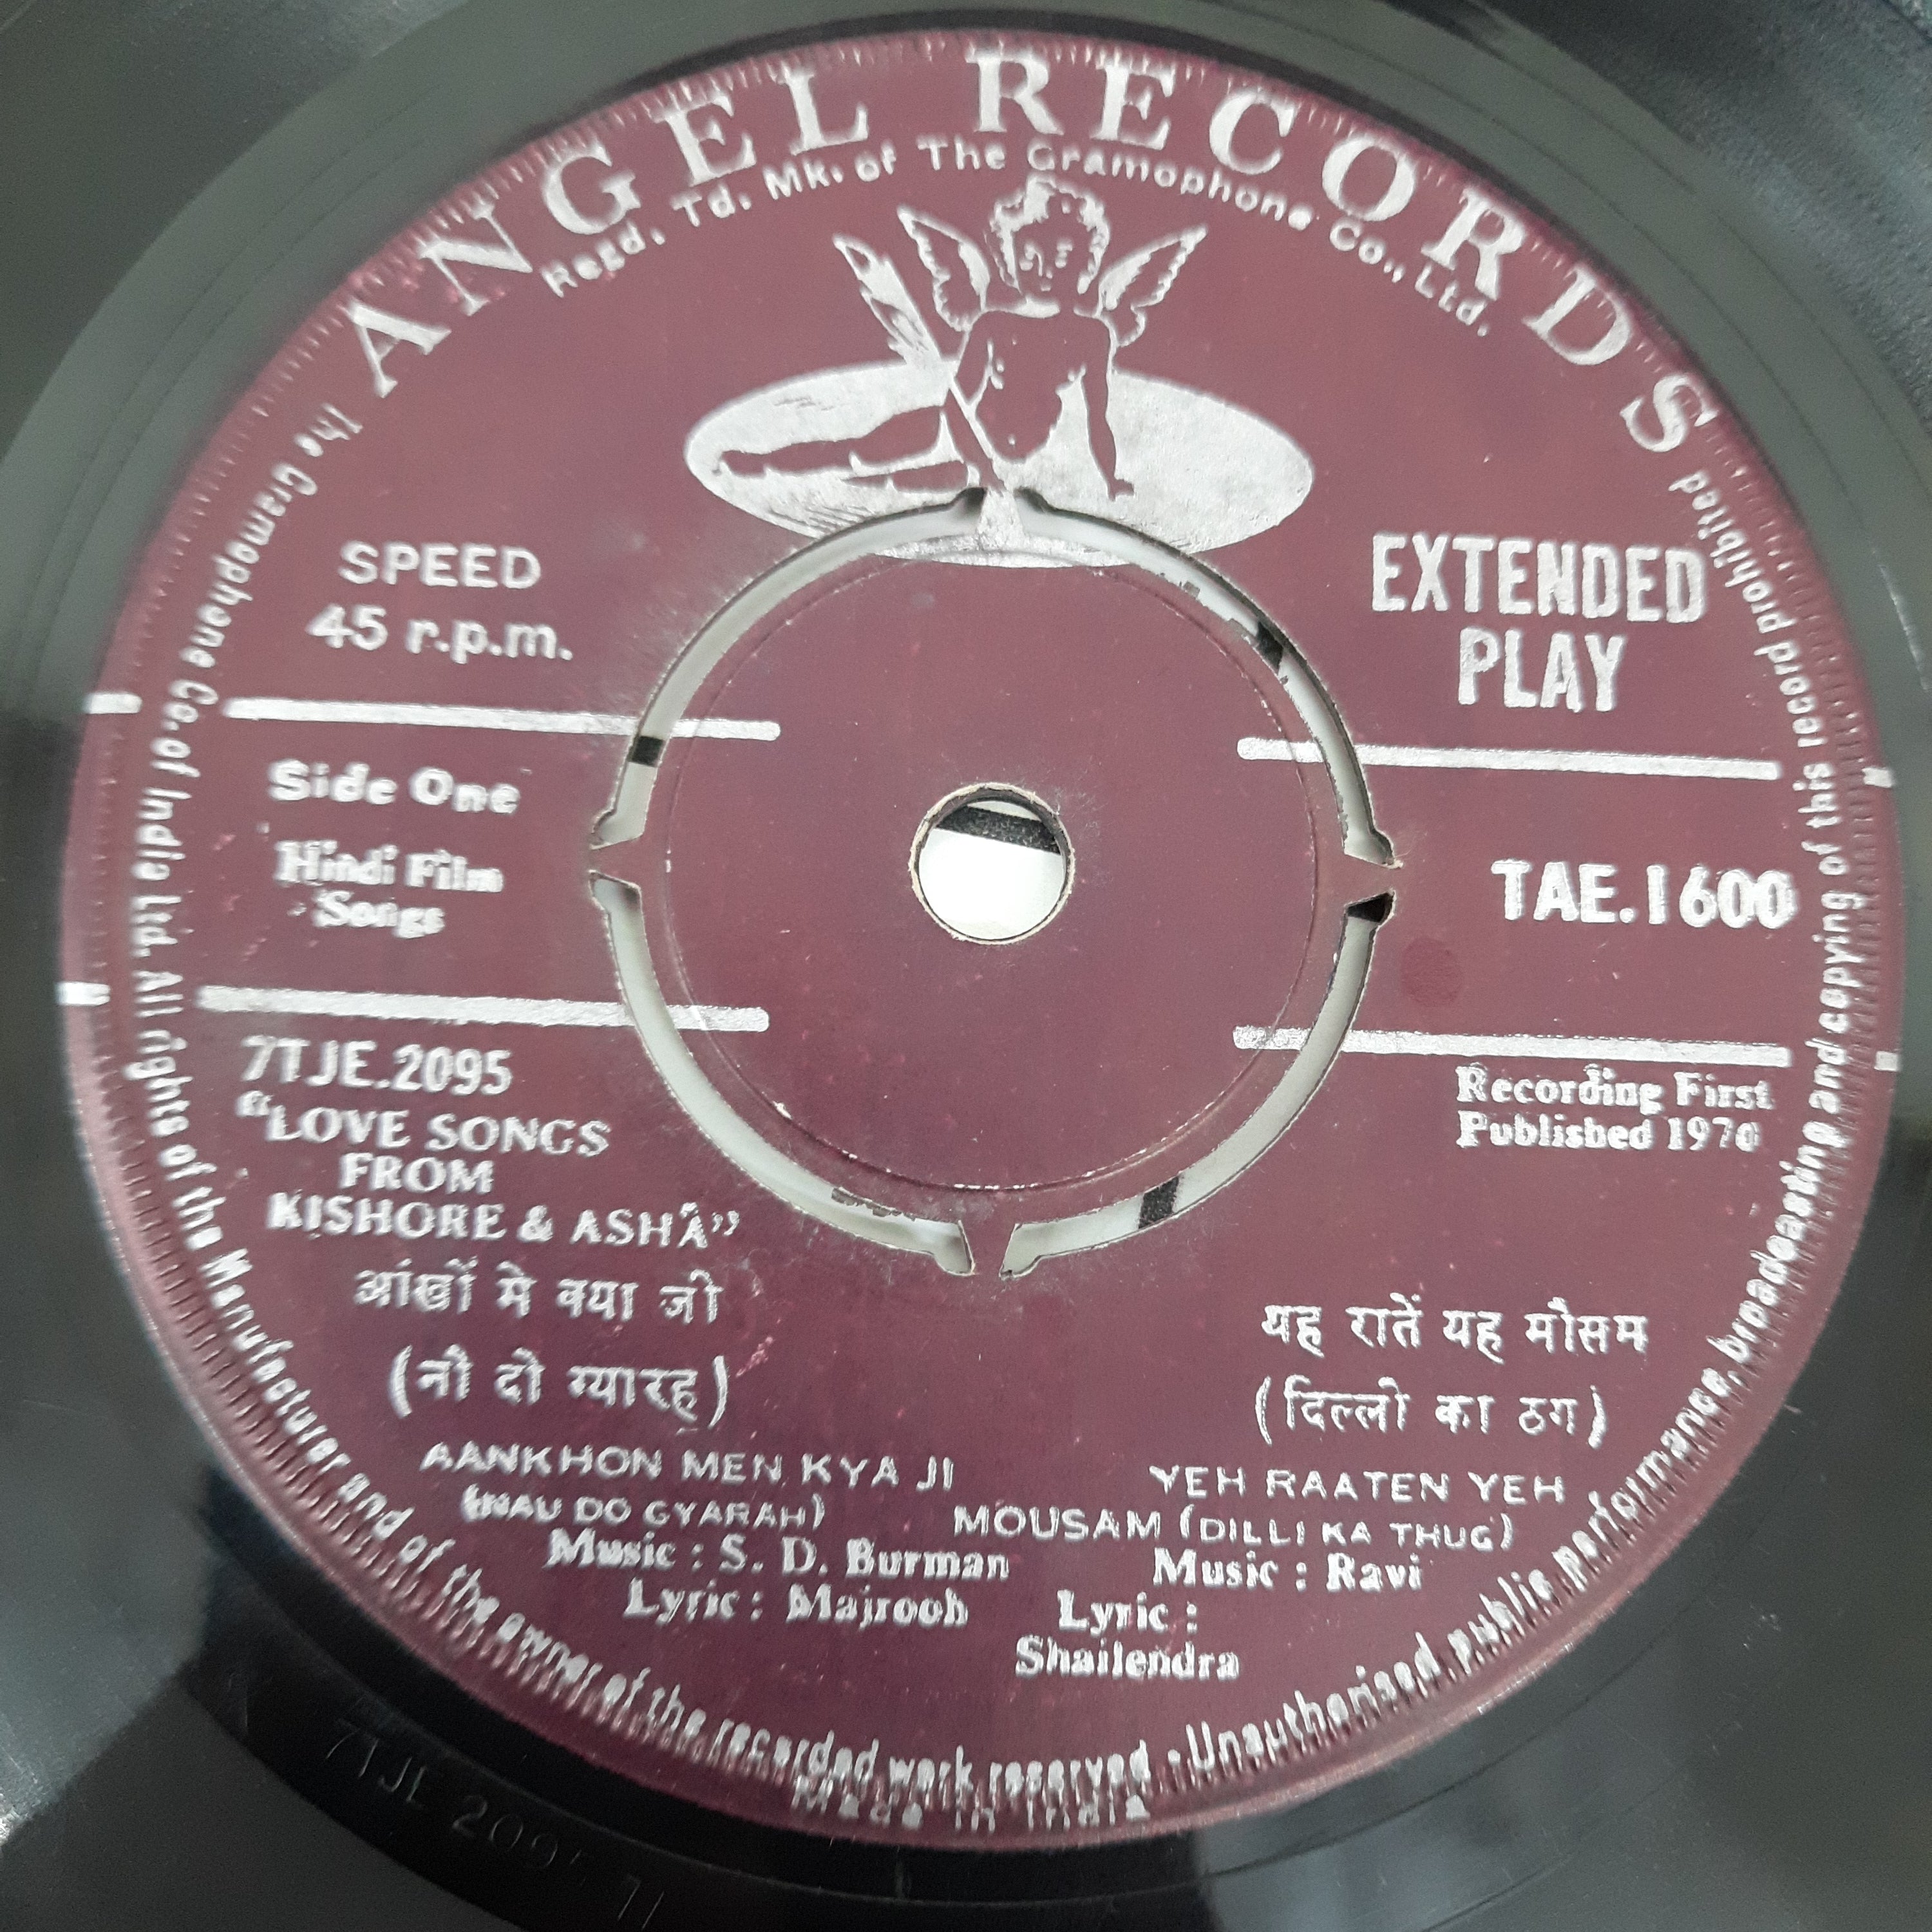 ANGEL RECORDS
Regd. Td. Mk. of The Gramophone Co., Ltd.
The Gramophone Co. of India Ltd. All rights of the Manufacturer and of the owner of the recorded work reserved - Unauthorised public performance, broadcasting and copying of this record prohibited
SPEED
45 r.p.m.
EXTENDED
PLAY
Side One
Hindi Film
Songs
TAE.1600
7TJE.2095
"LOVE SONGS
FROM
KISHORE & ASHA"
Recording First
Published 1970
आंखों मे क्या जी
(नौ दो ग्यारह)
यह रातें यह मौसम
(दिल्ली का ठग)
AANKHON MEN KYA JI
(NAU DO GYARAH)
Music : S. D. Burman
Lyric : Majrooh
YEH RAATEN YEH
MOUSAM (DILLI KA THUG)
Music : Ravi
Lyric :
Shailendra
Made in India